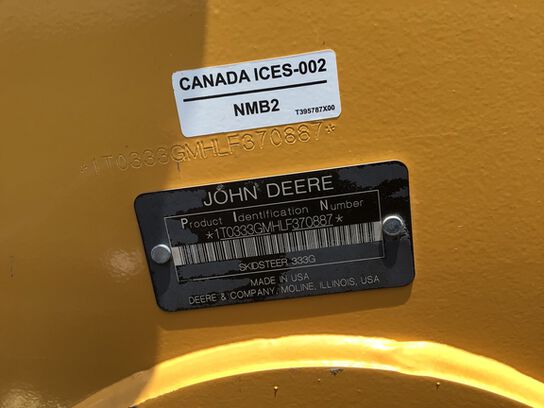 CANADA ICES-002
NMB2
T395787X00
*1T0333GMHLF370887*
JOHN DEERE
Product Identification Number
*1T0333GMHLF370887*
SKIDSTEER 333G
MADE IN USA
DEERE & COMPANY, MOLINE, ILLINOIS, USA